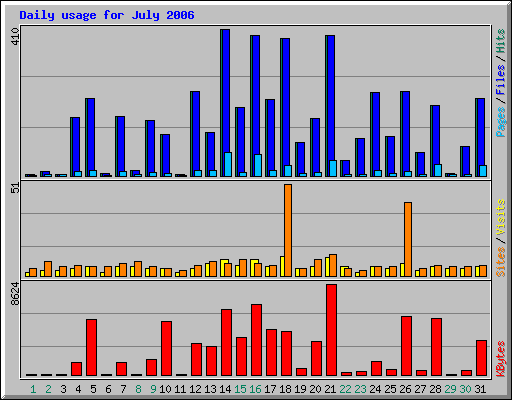 Daily usage for July 2006
410
Pages / Files / Hits
51
Sites / Visits
8624
KBytes
1 2 3 4 5 6 7 8 9 10 11 12 13 14 15 16 17 18 19 20 21 22 23 24 25 26 27 28 29 30 31